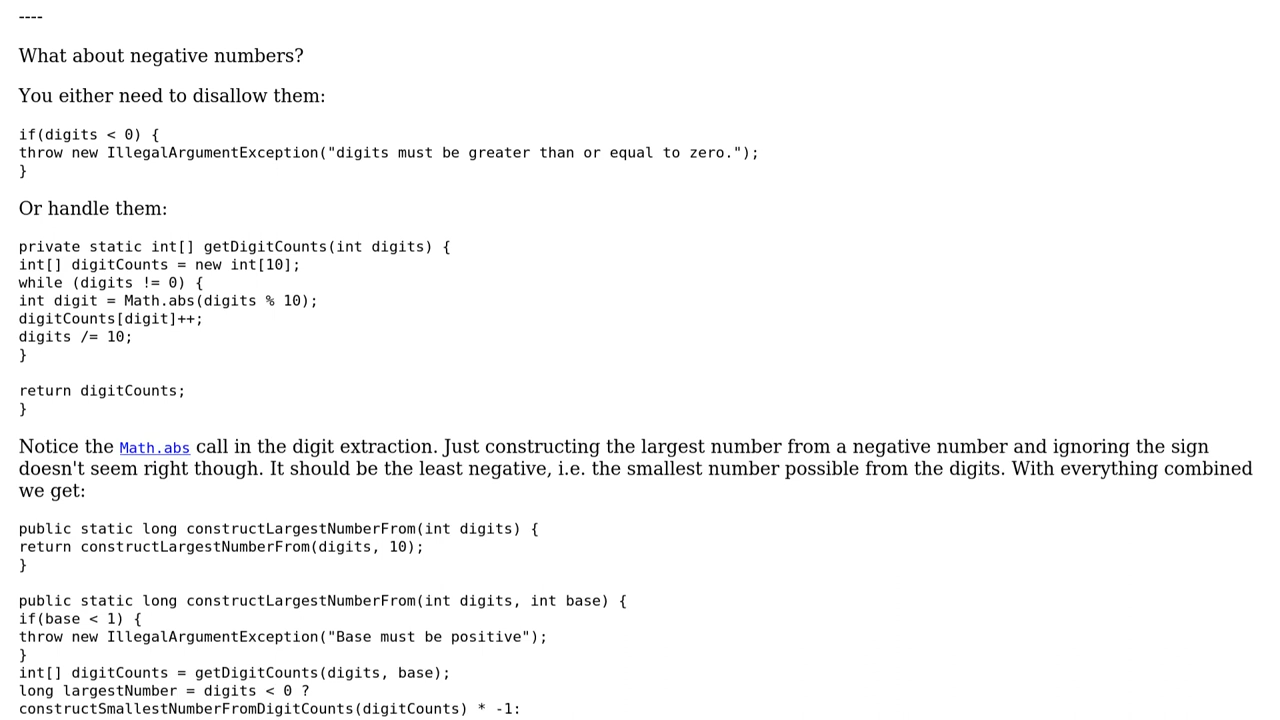 ----
What about negative numbers?
You either need to disallow them:
if(digits < 0) {
throw new IllegalArgumentException("digits must be greater than or equal to zero.");
}
Or handle them:
private static int[] getDigitCounts(int digits) {
int[] digitCounts = new int[10];
while (digits != 0) {
int digit = Math.abs(digits % 10);
digitCounts[digit]++;
digits /= 10;
}
return digitCounts;
}
Notice the Math.abs call in the digit extraction. Just constructing the largest number from a negative number and ignoring the sign
doesn't seem right though. It should be the least negative, i.e. the smallest number possible from the digits. With everything combined
we get:
public static long constructLargestNumberFrom(int digits) {
return constructLargestNumberFrom(digits, 10);
}
public static long constructLargestNumberFrom(int digits, int base) {
if(base < 1) {
throw new IllegalArgumentException("Base must be positive");
}
int[] digitCounts = getDigitCounts(digits, base);
long largestNumber = digits < 0 ?
constructSmallestNumberFromDigitCounts(digitCounts) * -1: